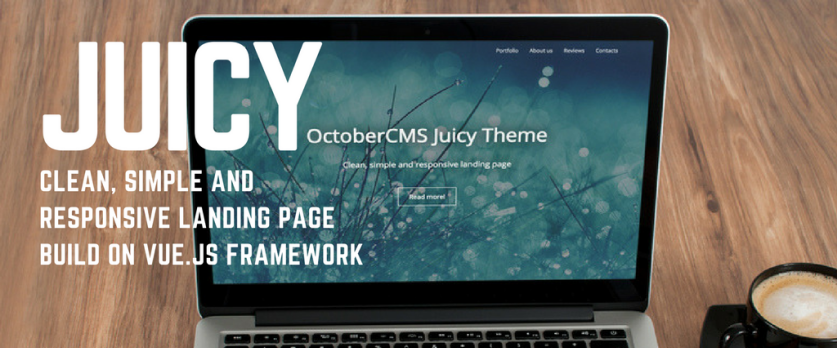 JUICY
CLEAN, SIMPLE AND
RESPONSIVE LANDING PAGE
BUILD ON VUE.JS FRAMEWORK
Portfolio About us Reviews Contacts
OctoberCMS Juicy Theme
Clean, simple and responsive landing page
Read more!